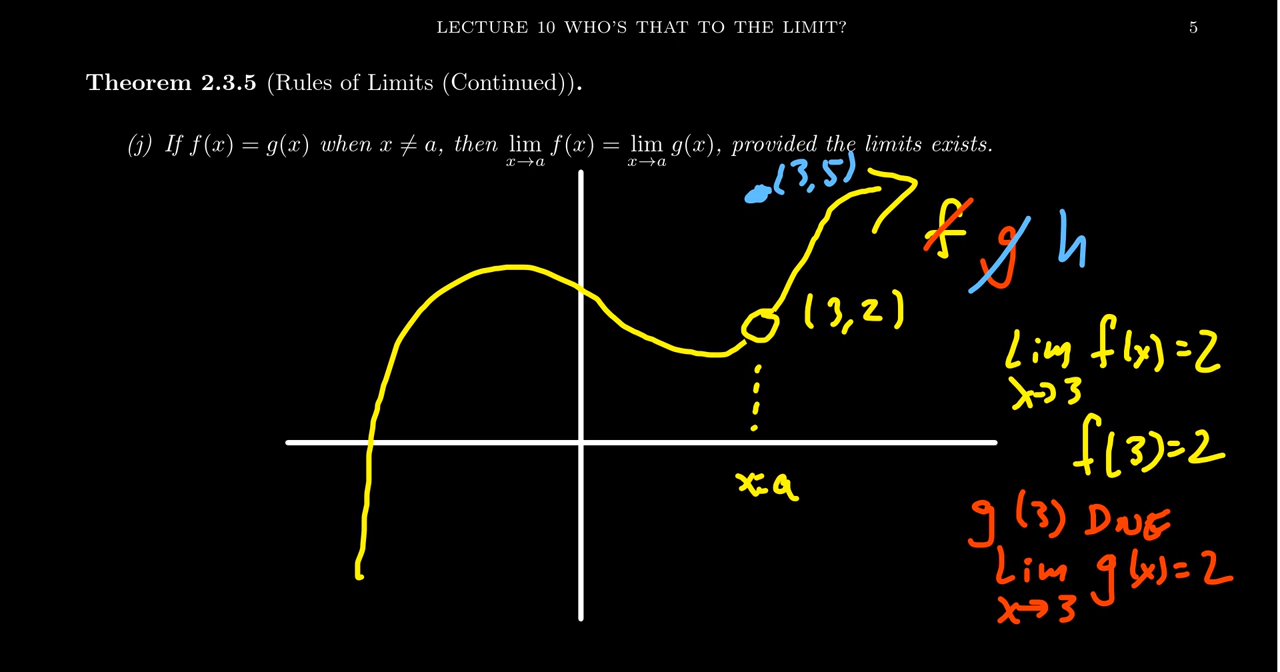 LECTURE 10 WHO'S THAT TO THE LIMIT? 5
Theorem 2.3.5 (Rules of Limits (Continued)).
(j) If f(x) = g(x) when x ≠ a, then lim x→a f(x) = lim x→a g(x), provided the limits exists.
(3,5)
f g h
(3,2)
Lim x→3 f(x)=2
f(3)=2
x=a
g(3) DNE
Lim x→3 g(x)=2